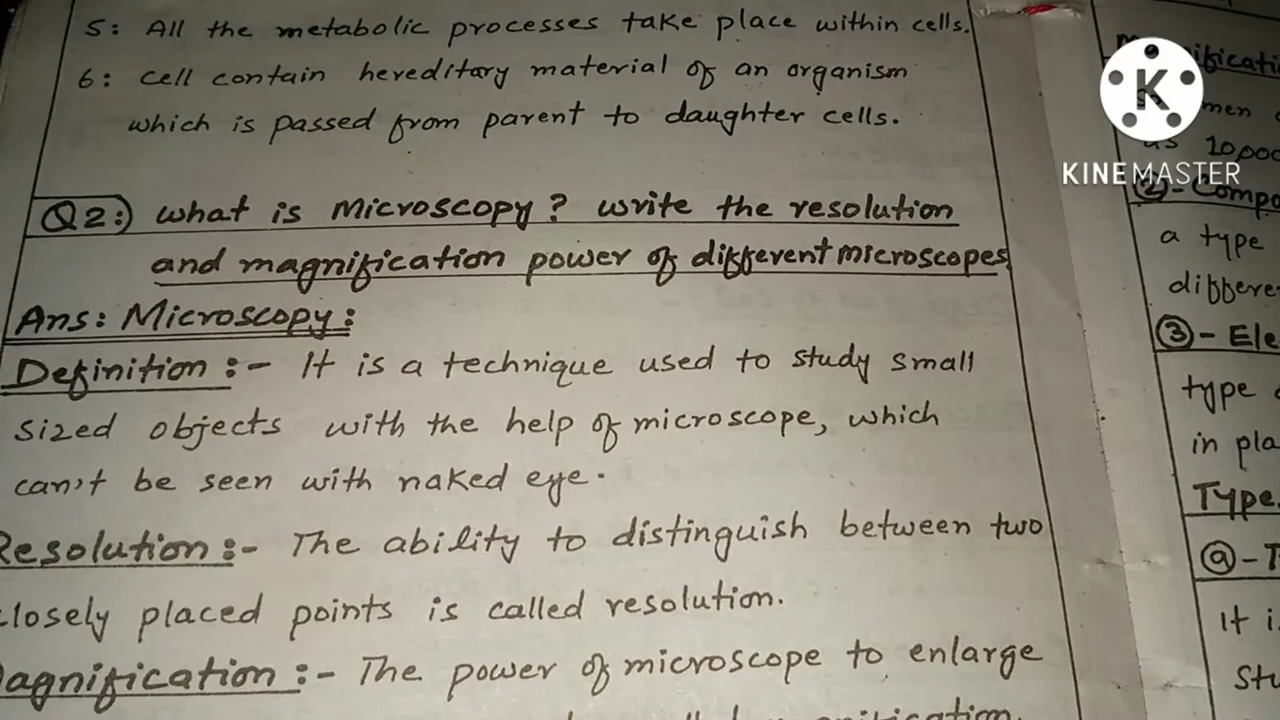 5: All the metabolic processes take place within cells.
6: Cell contain hereditary material of an organism
which is passed from parent to daughter cells.
Q2:) What is Microscopy? Write the resolution
and magnification power of different microscopes
Ans: Microscopy:
Definition :- It is a technique used to study small
sized objects with the help of microscope, which
can't be seen with naked eye.
Resolution :- The ability to distinguish between two
closely placed points is called resolution.
Magnification :- The power of microscope to enlarge
K
KINEMASTER
10,000
(2)- Compo
a type
differe
(3)- Ele
type
in pla
Type
(a)- T
It i
Stu